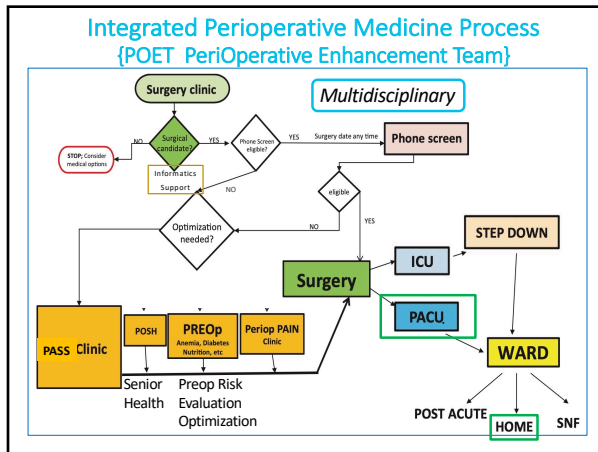 Integrated Perioperative Medicine Process
{POET PeriOperative Enhancement Team}
Surgery clinic
Multidisciplinary
Surgical
candidate?
NO
YES
Phone Screen
eligible?
YES
Surgery date any time
Phone screen
STOP; Consider
medical options
Informatics
Support
NO
eligible
Optimization
needed?
NO
YES
STEP DOWN
ICU
Surgery
PACU
PASS Clinic
POSH
PREOp
Anemia, Diabetes
Nutrition, etc
Periop PAIN
Clinic
WARD
Senior
Health
Preop Risk
Evaluation
Optimization
POST ACUTE
HOME
SNF